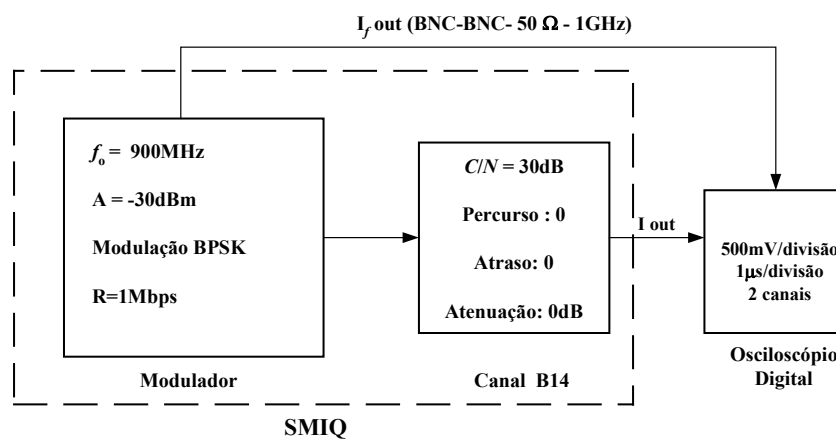 I_f out (BNC-BNC- 50 Ω - 1GHz)
f_o = 900MHz
A = -30dBm
Modulação BPSK
R=1Mbps
Modulador
C/N = 30dB
Percurso : 0
Atraso: 0
Atenuação: 0dB
Canal B14
SMIQ
I out
500mV/divisão
1μs/divisão
2 canais
Osciloscópio
Digital